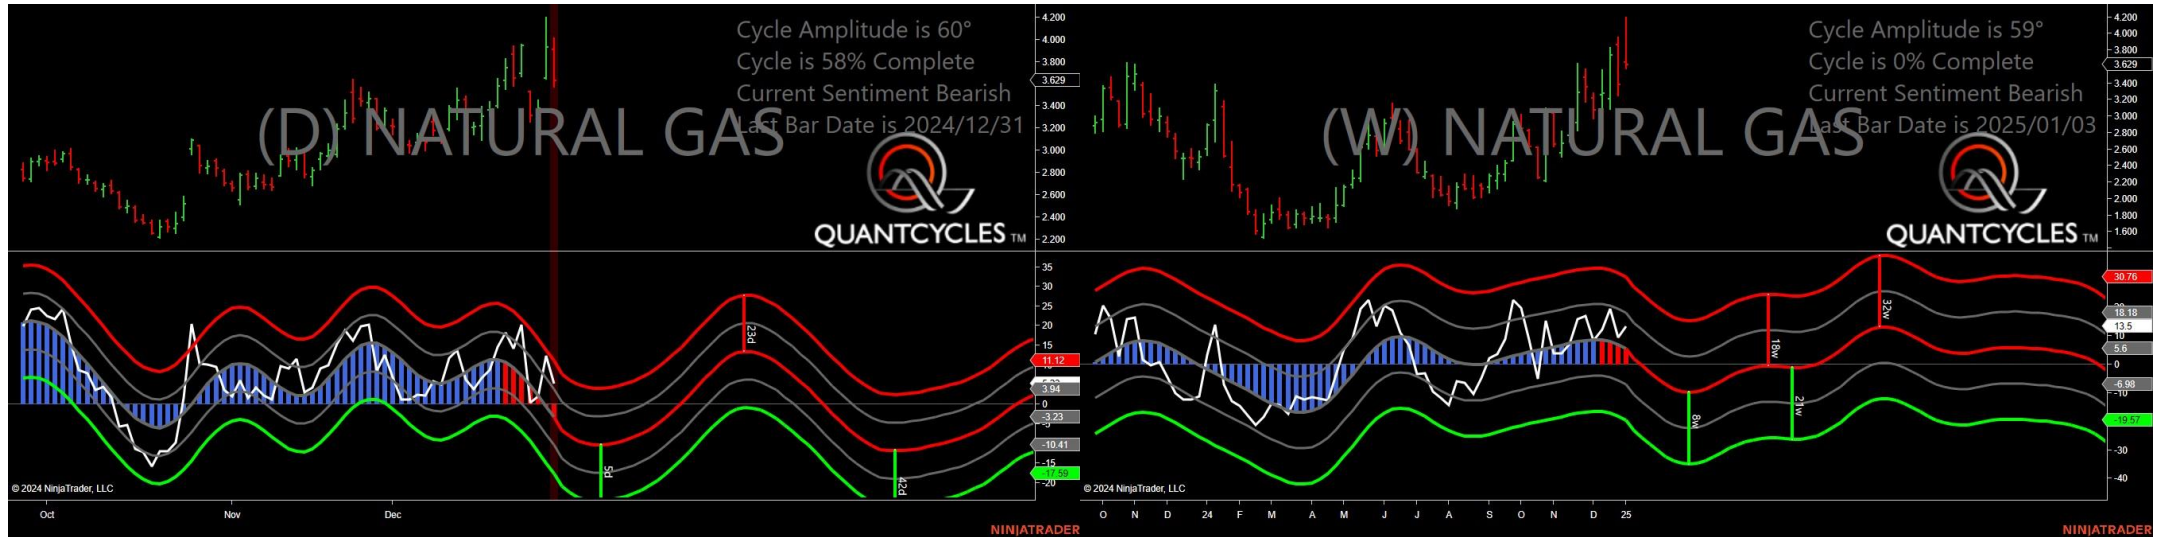 Cycle Amplitude is 60°
Cycle is 58% Complete
Current Sentiment Bearish
Last Bar Date is 2024/12/31
(D) NATURAL GAS
QUANTCYCLES TM
4.200
4.000
3.800
3.629
3.400
3.200
3.000
2.800
2.600
2.400
2.200
35
30
25
20
15
11.12
3.94
0
-3.23
-5
-10.41
-15
-17.59
-20
23d
5d
42d
© 2024 NinjaTrader, LLC
Oct Nov Dec
NINJATRADER
Cycle Amplitude is 59°
Cycle is 0% Complete
Current Sentiment Bearish
Last Bar Date is 2025/01/03
(W) NATURAL GAS
QUANTCYCLES TM
4.200
4.000
3.800
3.629
3.400
3.200
3.000
2.800
2.600
2.400
2.200
2.000
1.800
1.600
30.76
18.18
13.5
10
5.6
0
-6.98
-10
-19.57
-30
-40
18w
32w
8w
21w
© 2024 NinjaTrader, LLC
O N D 24 F M A M J J A S O N D 25
NINJATRADER